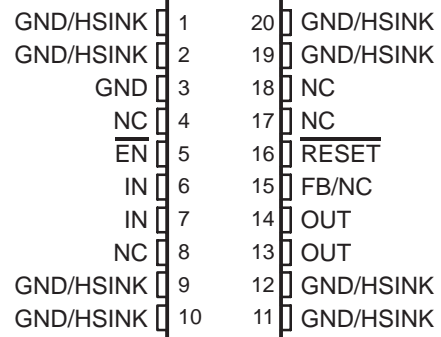 GND/HSINK 1 20 GND/HSINK
GND/HSINK 2 19 GND/HSINK
GND 3 18 NC
NC 4 17 NC
EN 5 16 RESET
IN 6 15 FB/NC
IN 7 14 OUT
NC 8 13 OUT
GND/HSINK 9 12 GND/HSINK
GND/HSINK 10 11 GND/HSINK